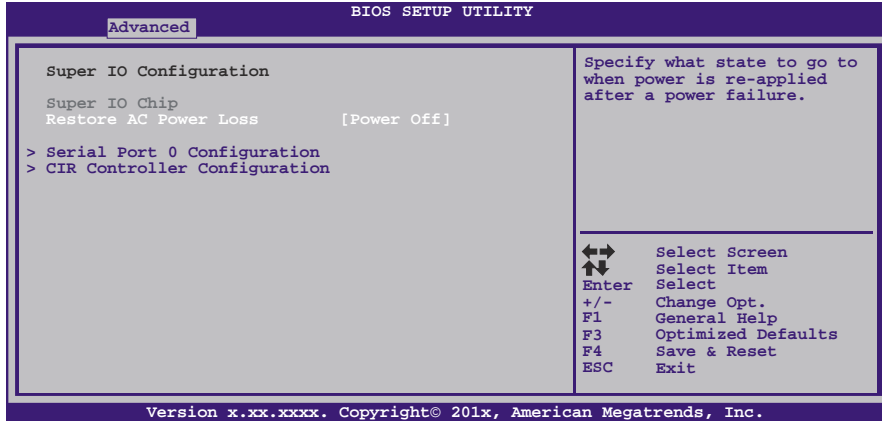 BIOS SETUP UTILITY
Advanced
Super IO Configuration
Super IO Chip
Restore AC Power Loss [Power Off]
> Serial Port 0 Configuration
> CIR Controller Configuration
Specify what state to go to
when power is re-applied
after a power failure.
Select Screen
Select Item
Enter Select
+/- Change Opt.
F1 General Help
F3 Optimized Defaults
F4 Save & Reset
ESC Exit
Version x.xx.xxxx. Copyright© 201x, American Megatrends, Inc.